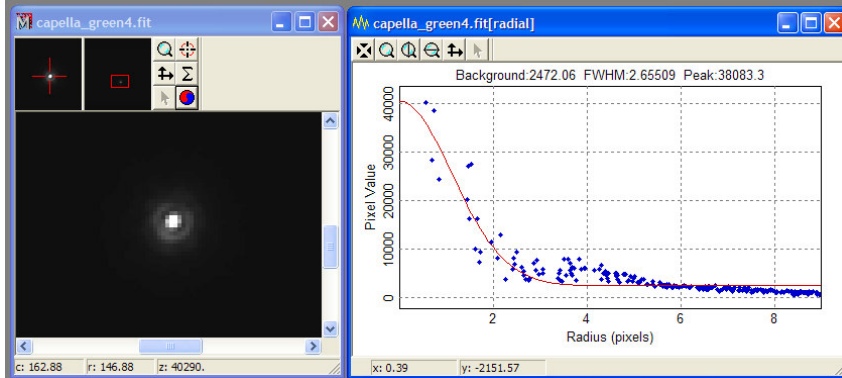 capella_green4.fit
c: 162.88 r: 146.88 z: 40290.
capella_green4.fit[radial]
Background:2472.06 FWHM:2.65509 Peak:38083.3
Pixel Value
40000
30000
20000
10000
0
2 4 6 8
Radius (pixels)
x: 0.39 y: -2151.57